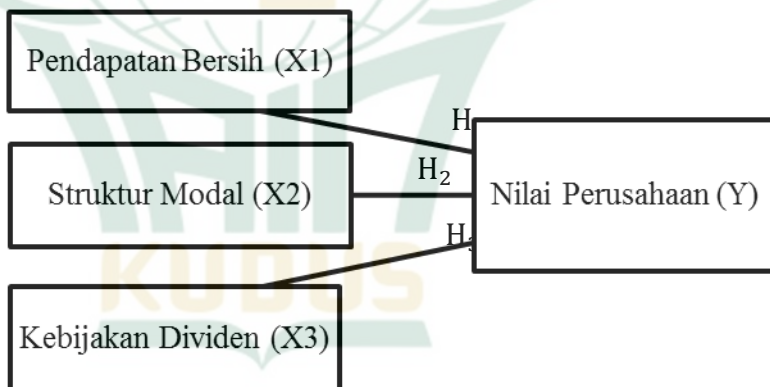 Pendapatan Bersih (X1)
H
H₂
Struktur Modal (X2)
Nilai Perusahaan (Y)
H
Kebijakan Dividen (X3)
KUDUS